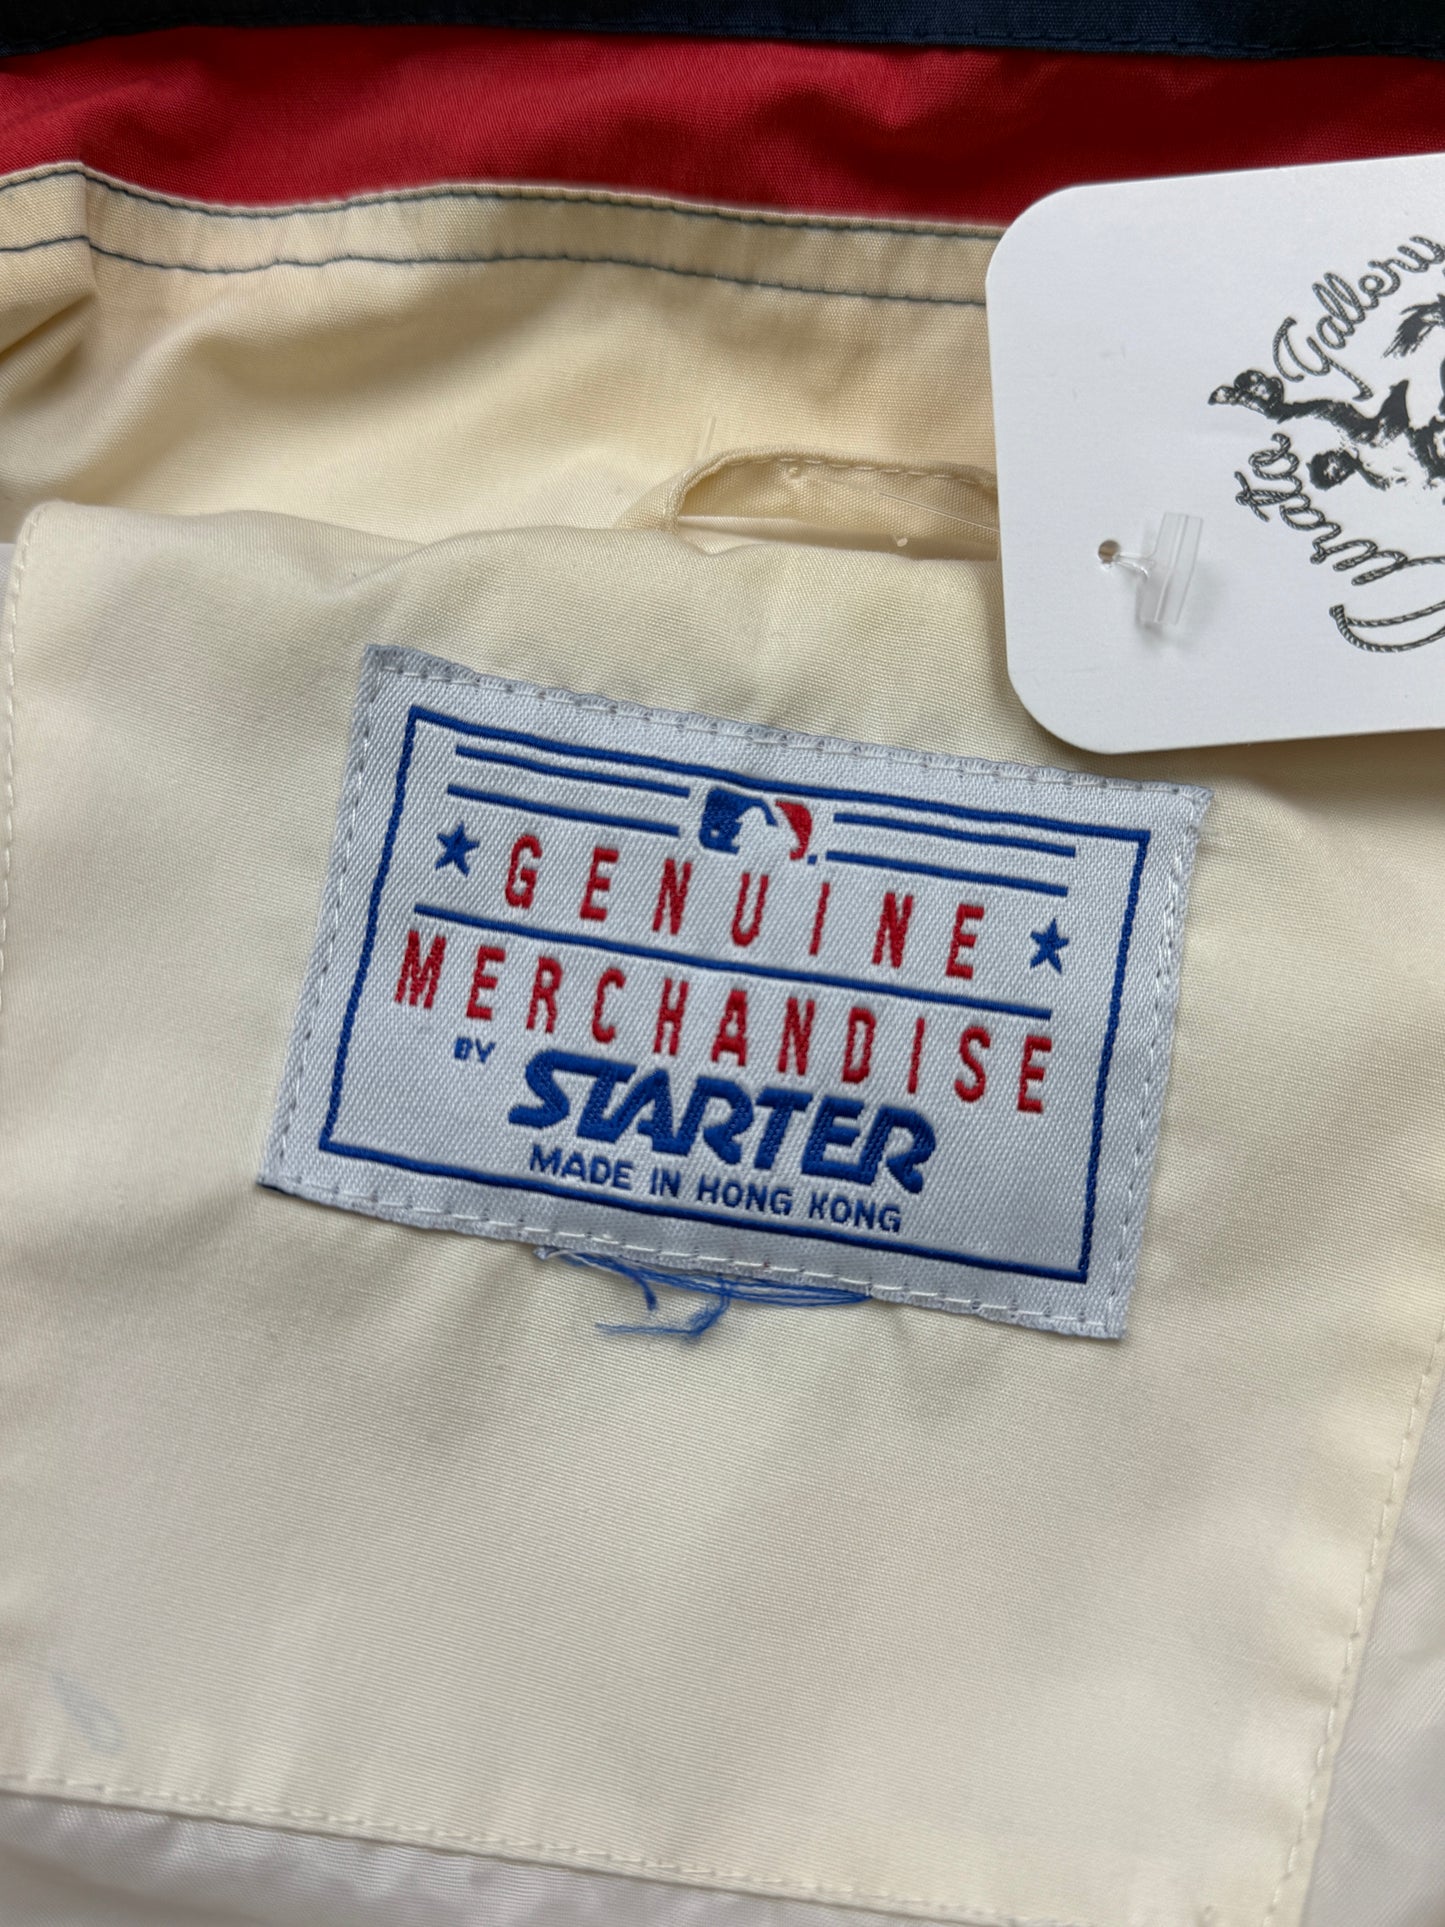 GENUINE
MERCHANDISE
BY STARTER
MADE IN HONG KONG
Gallery